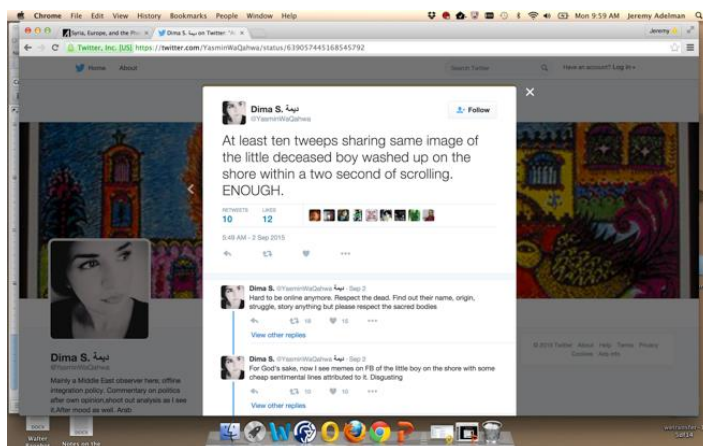 Chrome File Edit View History Bookmarks People Window Help
Mon 9:59 AM Jeremy Adelman
Syria, Europe, and the Pho
Dima S. ديمة on Twitter: "A
Jeremy
Twitter, Inc. [US] https://twitter.com/YasminWaQahwa/status/639057445168545792
Home About
Search Twitter
Have an account? Log in
Dima S. ديمة
@YasminWaQahwa
Follow
At least ten tweeps sharing same image of
the little deceased boy washed up on the
shore within a two second of scrolling.
ENOUGH.
RETWEETS LIKES
10 12
5:49 AM - 2 Sep 2015
Dima S. ديمة @YasminWaQahwa · Sep 2
Hard to be online anymore. Respect the dead. Find out their name, origin,
struggle, story anything but please respect the sacred bodies
10 10
View other replies
Dima S. ديمة @YasminWaQahwa · Sep 2
For God's sake, now I see memes on FB of the little boy on the shore with some
cheap sentimental lines attributed to it. Disgusting
10 10
View other replies
Dima S. ديمة
@YasminWaQahwa
Mainly a Middle East observer here; offline
integration policy. Commentary on politics
after own opinion,shoot out analysis as I see
it.After mood as well. Arab
© 2015 Twitter About Help Terms Privacy
Cookies Ads info
Walter
Notes on the